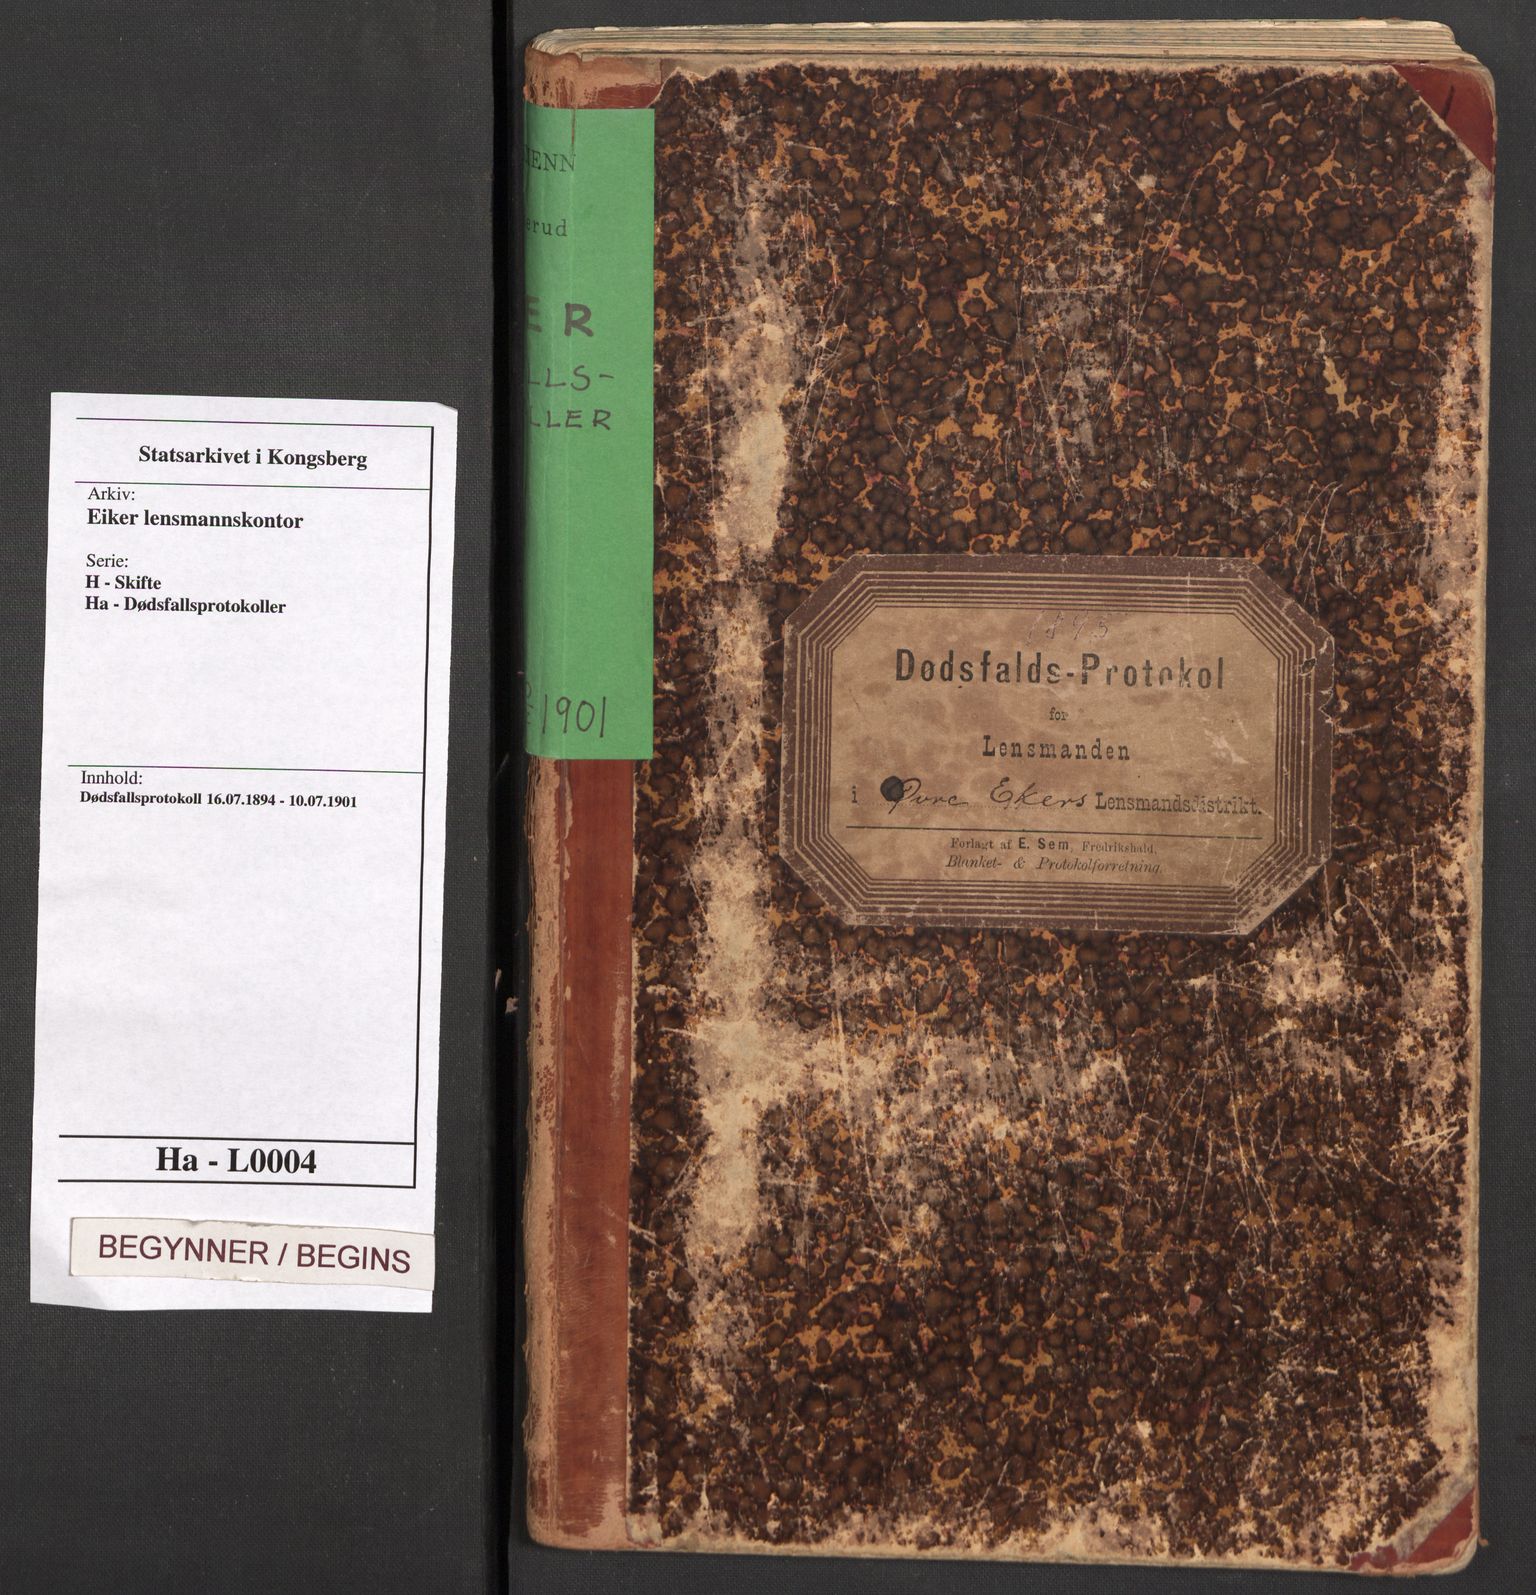 Statsarkivet i Kongsberg
Arkiv:
Eiker lensmannskontor
Serie:
H - Skifte
Ha - Dødsfallsprotokoller
Innhold:
Dødsfallsprotokoll 16.07.1894 - 10.07.1901
Ha - L0004
BEGYNNER / BEGINS
ENN
erud
ER
LLS-
LLER
1901
1895
Dødsfalds-Protokol
for
Lensmanden
i Øvre Ekers Lensmandsdistrikt.
Forlagt af E. Sem, Fredrikshald,
Blanket- & Protokolforretning.